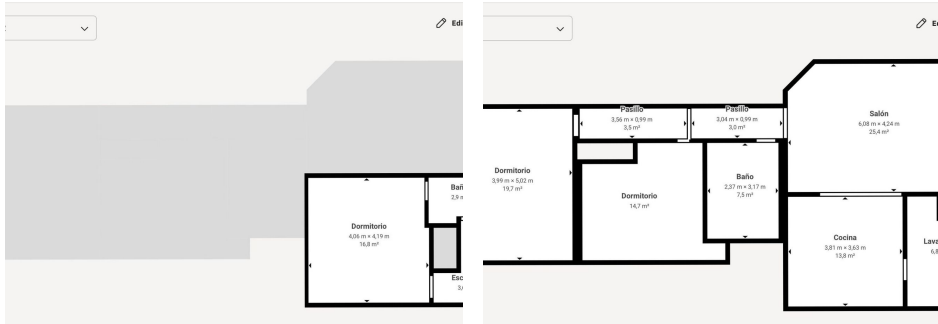 Edi
Dormitorio
4,06 m × 4,19 m
16,8 m²
Bañ
2,9 m
Esc
3,
E
Pasillo
3,56 m × 0,99 m
3,5 m²
Pasillo
3,04 m × 0,99 m
3,0 m²
Salón
6,08 m × 4,24 m
25,4 m²
Dormitorio
3,99 m × 5,02 m
19,7 m²
Dormitorio
14,7 m²
Baño
2,37 m × 3,17 m
7,5 m²
Cocina
3,81 m × 3,63 m
13,8 m²
Lava
6,8